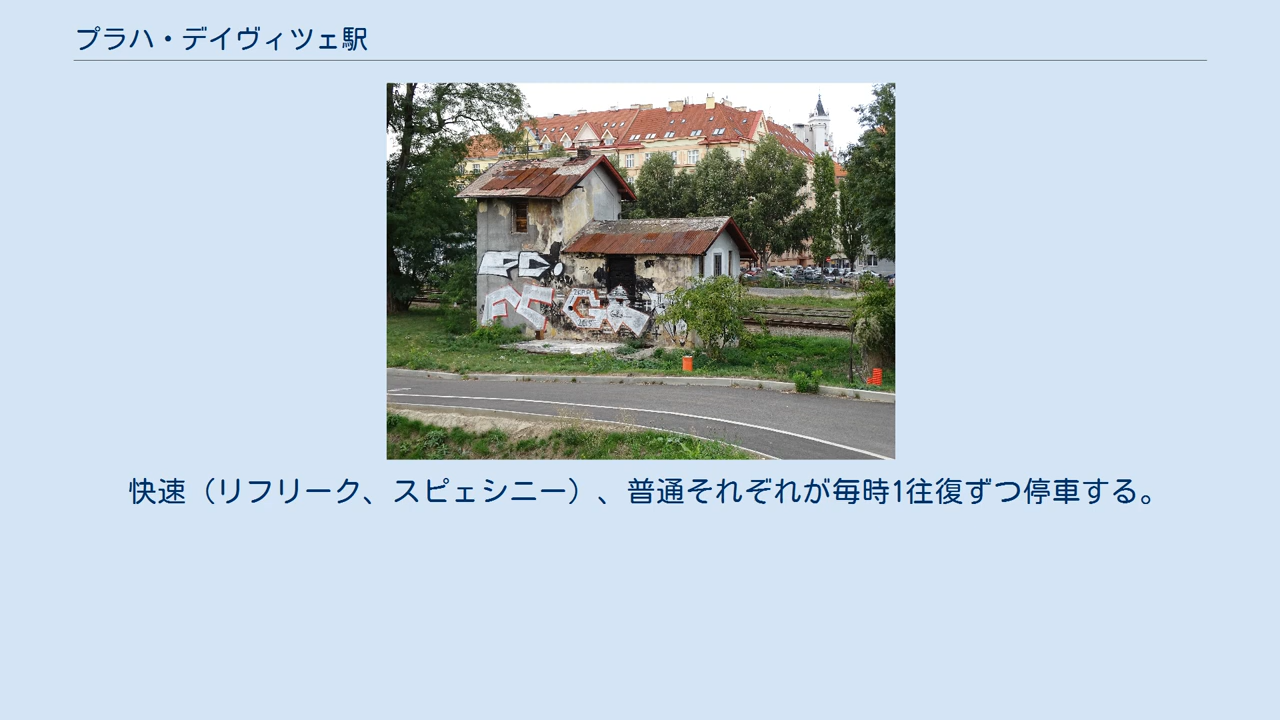 プラハ・デイヴィツェ駅
快速（リフリーク、スピェシニー）、普通それぞれが毎時1往復ずつ停車する。